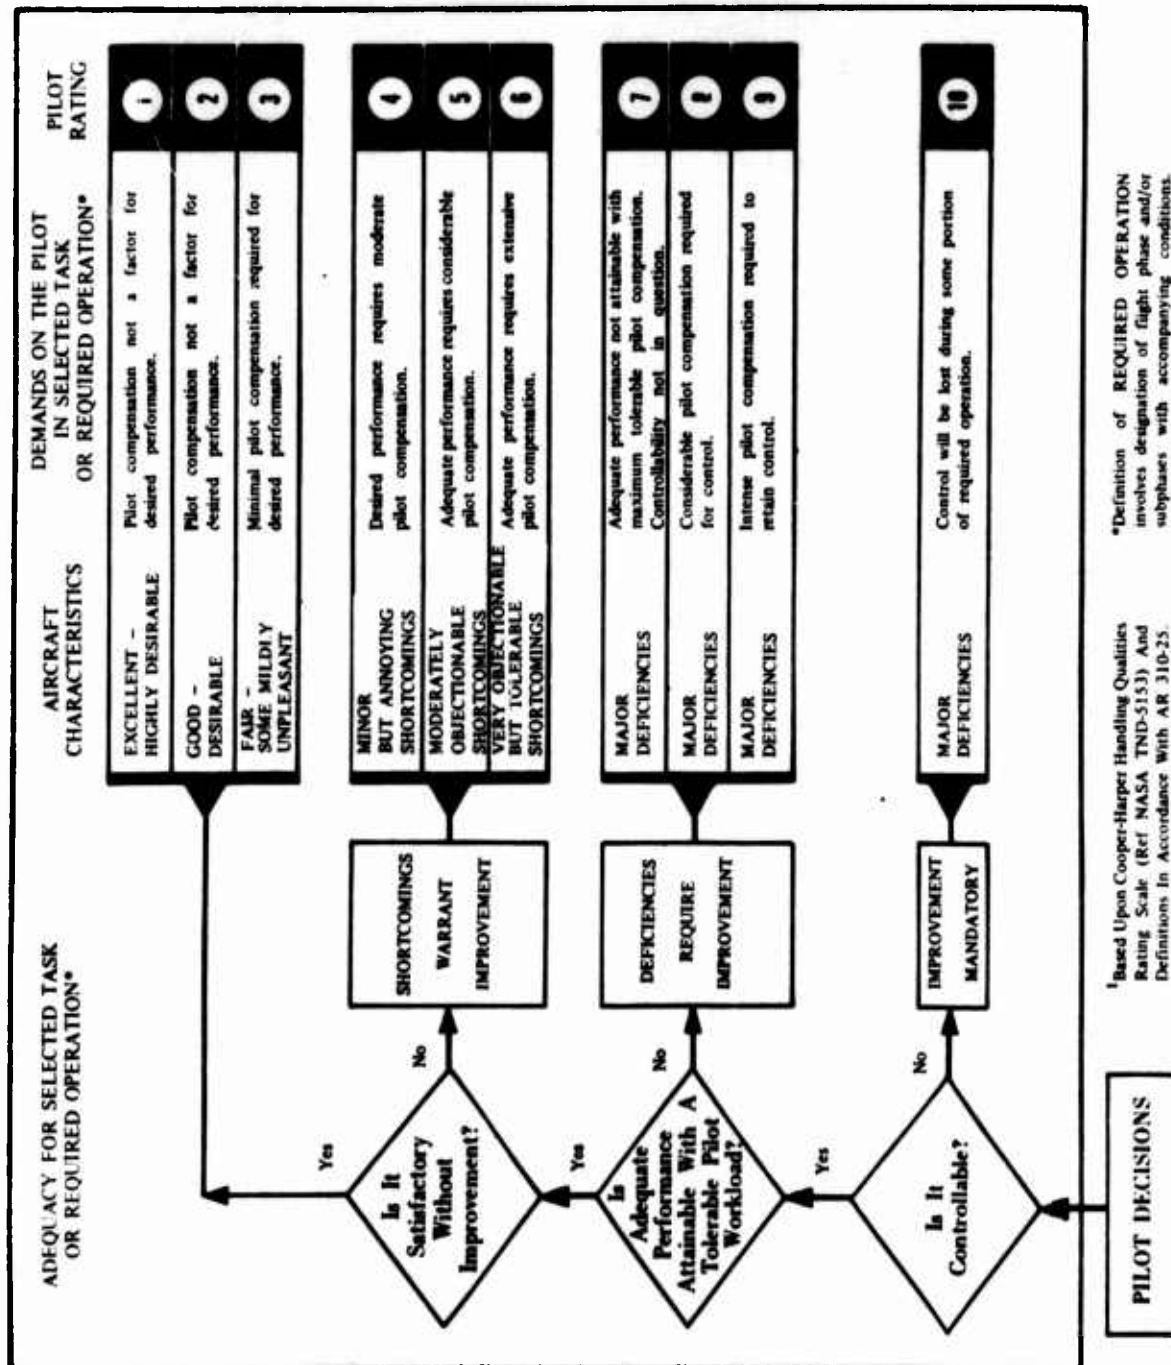 ADEQUACY FOR SELECTED TASK
OR REQUIRED OPERATION*
AIRCRAFT
CHARACTERISTICS
DEMANDS ON THE PILOT
IN SELECTED TASK
OR REQUIRED OPERATION*
PILOT
RATING
EXCELLENT –
HIGHLY DESIRABLE
Pilot compensation not a factor for
desired performance.
1
GOOD –
DESIRABLE
Pilot compensation not a factor for
desired performance.
2
FAIR –
SOME MILDLY
UNPLEASANT
Minimal pilot compensation required for
desired performance.
3
Yes
Is It
Satisfactory
Without
Improvement?
No
SHORTCOMINGS
WARRANT
IMPROVEMENT
MINOR
BUT ANNOYING
SHORTCOMINGS
Desired performance requires moderate
pilot compensation.
4
MODERATELY
OBJECTIONABLE
SHORTCOMINGS
Adequate performance requires considerable
pilot compensation.
5
VERY OBJECTIONABLE
BUT TOLERABLE
SHORTCOMINGS
Adequate performance requires extensive
pilot compensation.
6
Yes
Is
Adequate
Performance
Attainable With A
Tolerable Pilot
Workload?
No
DEFICIENCIES
REQUIRE
IMPROVEMENT
MAJOR
DEFICIENCIES
Adequate performance not attainable with
maximum tolerable pilot compensation.
Controllability not in question.
7
MAJOR
DEFICIENCIES
Considerable pilot compensation required
for control.
8
MAJOR
DEFICIENCIES
Intense pilot compensation required to
retain control.
9
Yes
Is It
Controllable?
No
IMPROVEMENT
MANDATORY
MAJOR
DEFICIENCIES
Control will be lost during some portion
of required operation.
10
PILOT DECISIONS
¹Based Upon Cooper-Harper Handling Qualities
Rating Scale (Ref NASA TND-5153) And
Definitions In Accordance With AR 310-25.
*Definition of REQUIRED OPERATION
involves designation of flight phase and/or
subphases with accompanying conditions.